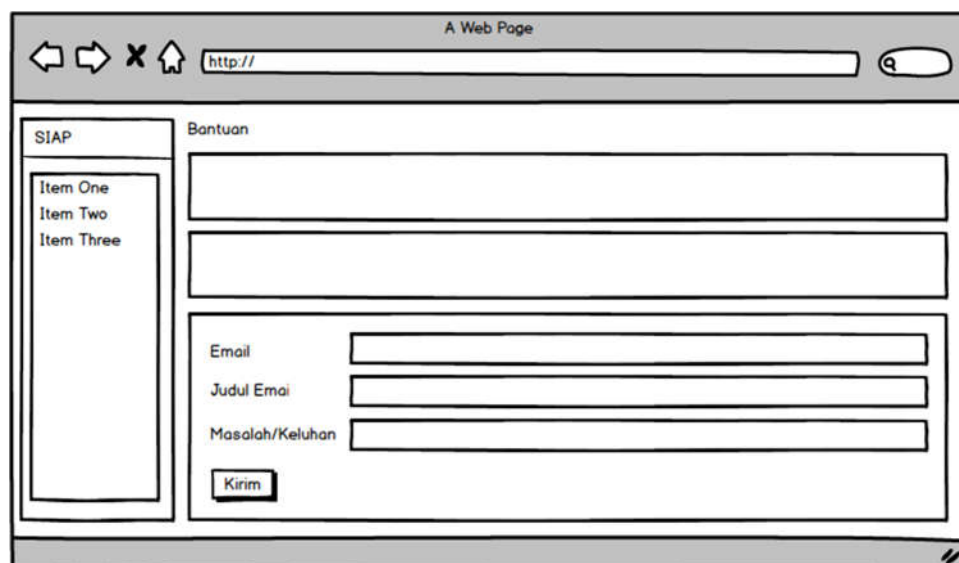 A Web Page
http://
SIAP
Item One
Item Two
Item Three
Bantuan
Email
Judul Emai
Masalah/Keluhan
Kirim